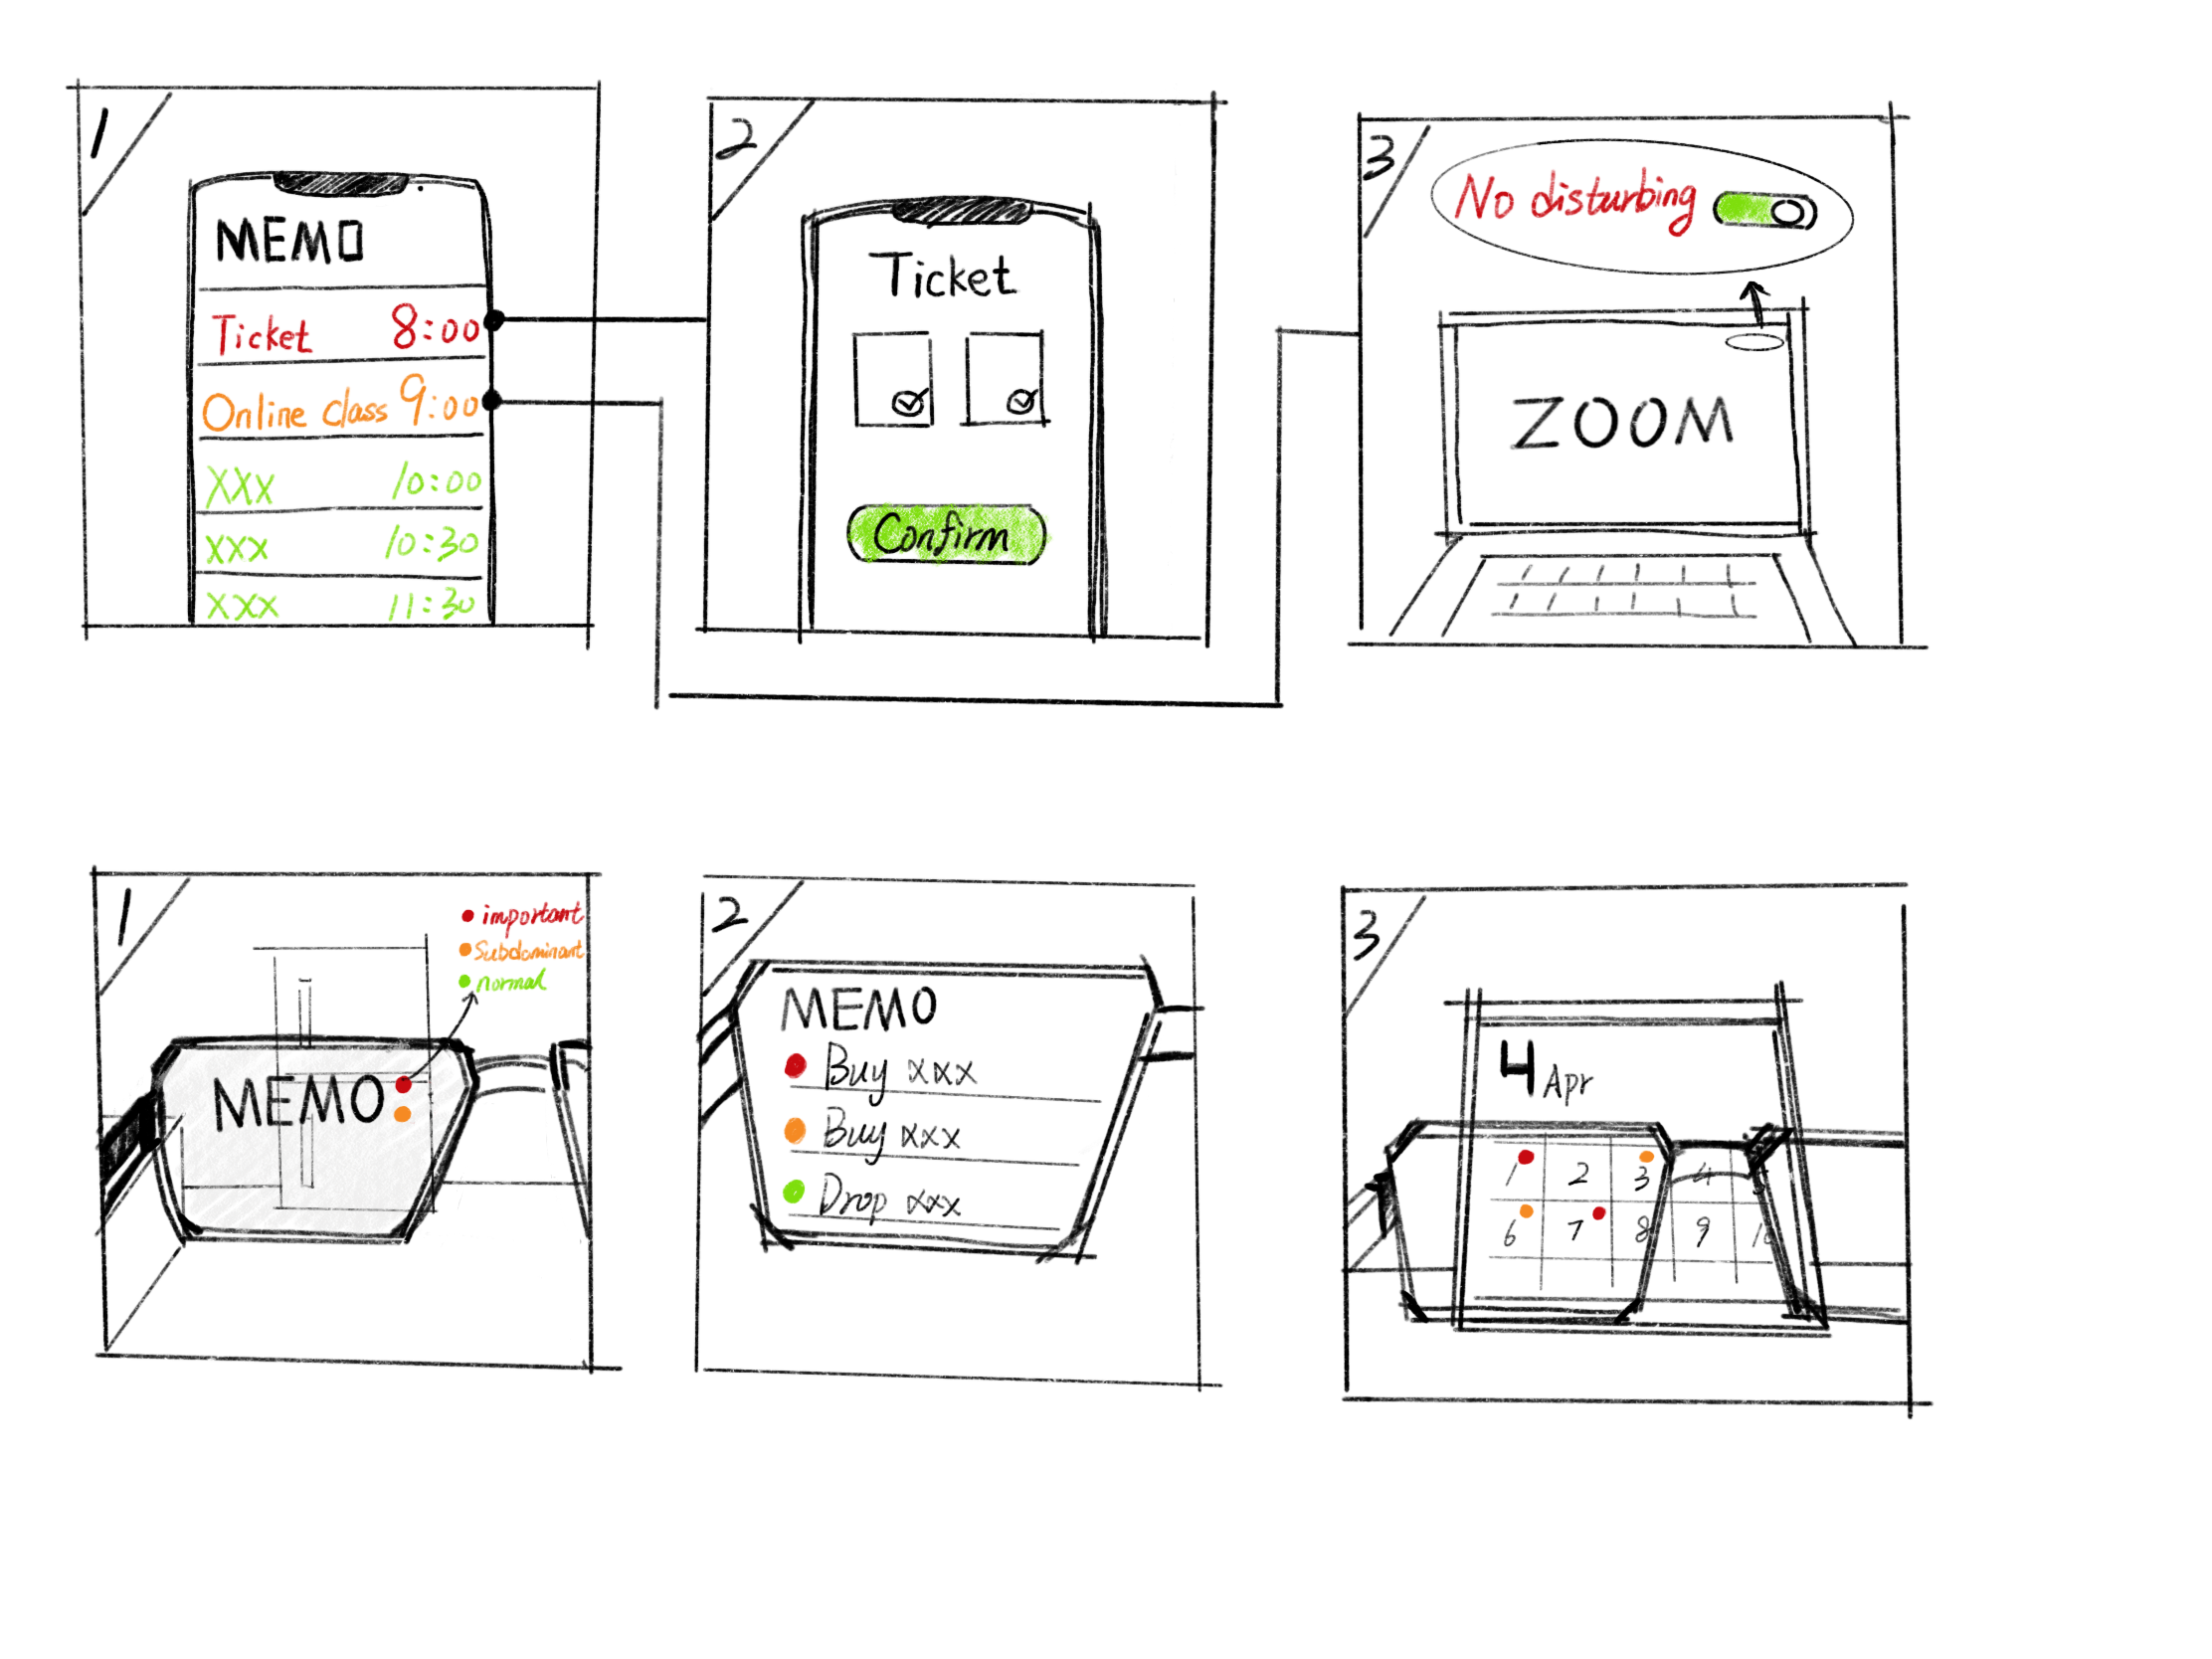 1
MEMO
Ticket 8:00
Online class 9:00
XXX 10:00
XXX 10:30
XXX 11:30
2
Ticket
Confirm
3
No disturbing
ZOOM
1
important
Subdominant
normal
MEMO
2
MEMO
Buy xxx
Buy xxx
Drop xxx
3
4 Apr
1 2 3 4 5
6 7 8 9 10